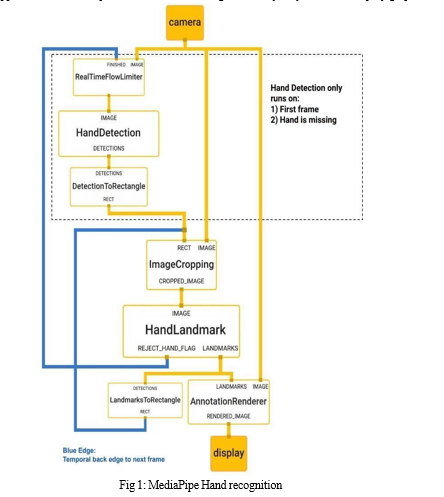 camera
FINISHED IMAGE
RealTimeFlowLimiter
Hand Detection only
runs on:
1) First frame
2) Hand is missing
IMAGE
HandDetection
DETECTIONS
DETECTIONS
DetectionToRectangle
RECT
RECT IMAGE
ImageCropping
CROPPED_IMAGE
IMAGE
HandLandmark
REJECT_HAND_FLAG LANDMARKS
DETECTIONS
LandmarksToRectangle
RECT
LANDMARKS IMAGE
AnnotationRenderer
RENDERED_IMAGE
Blue Edge:
Temporal back edge to next frame
display
Fig 1: MediaPipe Hand recognition